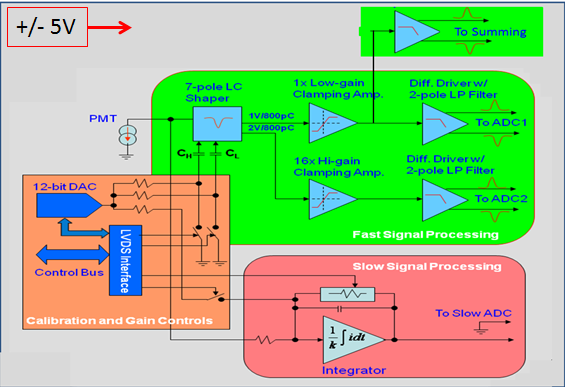 +/- 5V
To Summing
7-pole LC
Shaper
1x Low-gain
Clamping Amp.
Diff. Driver w/
2-pole LP Filter
PMT
1V/800pC
2V/800pC
To ADC1
CH
CL
16x Hi-gain
Clamping Amp.
Diff. Driver w/
2-pole LP Filter
To ADC2
Fast Signal Processing
12-bit DAC
LVDS Interface
Control Bus
Calibration and Gain Controls
Slow Signal Processing
To Slow ADC
1/k ∫ idt
Integrator